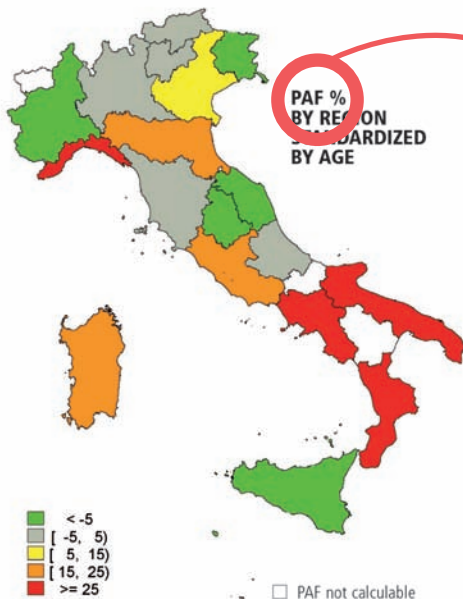 PAF %
BY REGION
STANDARDIZED
BY AGE
< -5
[ -5, 5)
[ 5, 15)
[ 15, 25)
>= 25
PAF not calculable